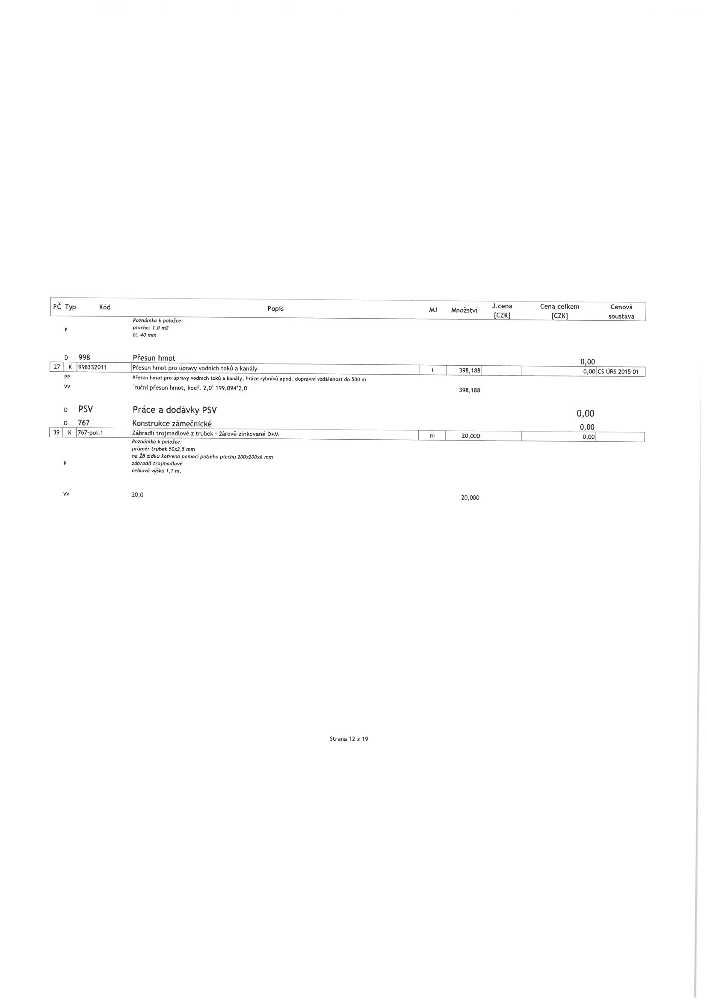 PČ Typ Kód Popis MJ Množství J.cena [CZK] Cena celkem [CZK] Cenová soustava
Poznámka k položce:
P plocha: 1,0 m2
tl. 40 mm
D 998 Přesun hmot 0,00
27 K 998332011 Přesun hmot pro úpravy vodních toků a kanály t 398,188 0,00 CS ÚRS 2015 01
PP Přesun hmot pro úpravy vodních toků a kanály, hráze rybníků apod. dopravní vzdálenost do 500 m
VV "ruční přesun hmot, koef. 2,0" 199,094*2,0 398,188
D PSV Práce a dodávky PSV 0,00
D 767 Konstrukce zámečnické 0,00
39 K 767-pol.1 Zábradlí trojmadlové z trubek - žárově zinkované D+M m 20,000 0,00
Poznámka k položce:
průměr trubek 50x2,5 mm
na ŽB zídku kotveno pomocí patního plechu 200x200x6 mm
P zábradlí trojmadlové
celková výška 1,1 m,
VV 20,0 20,000
Strana 12 z 19